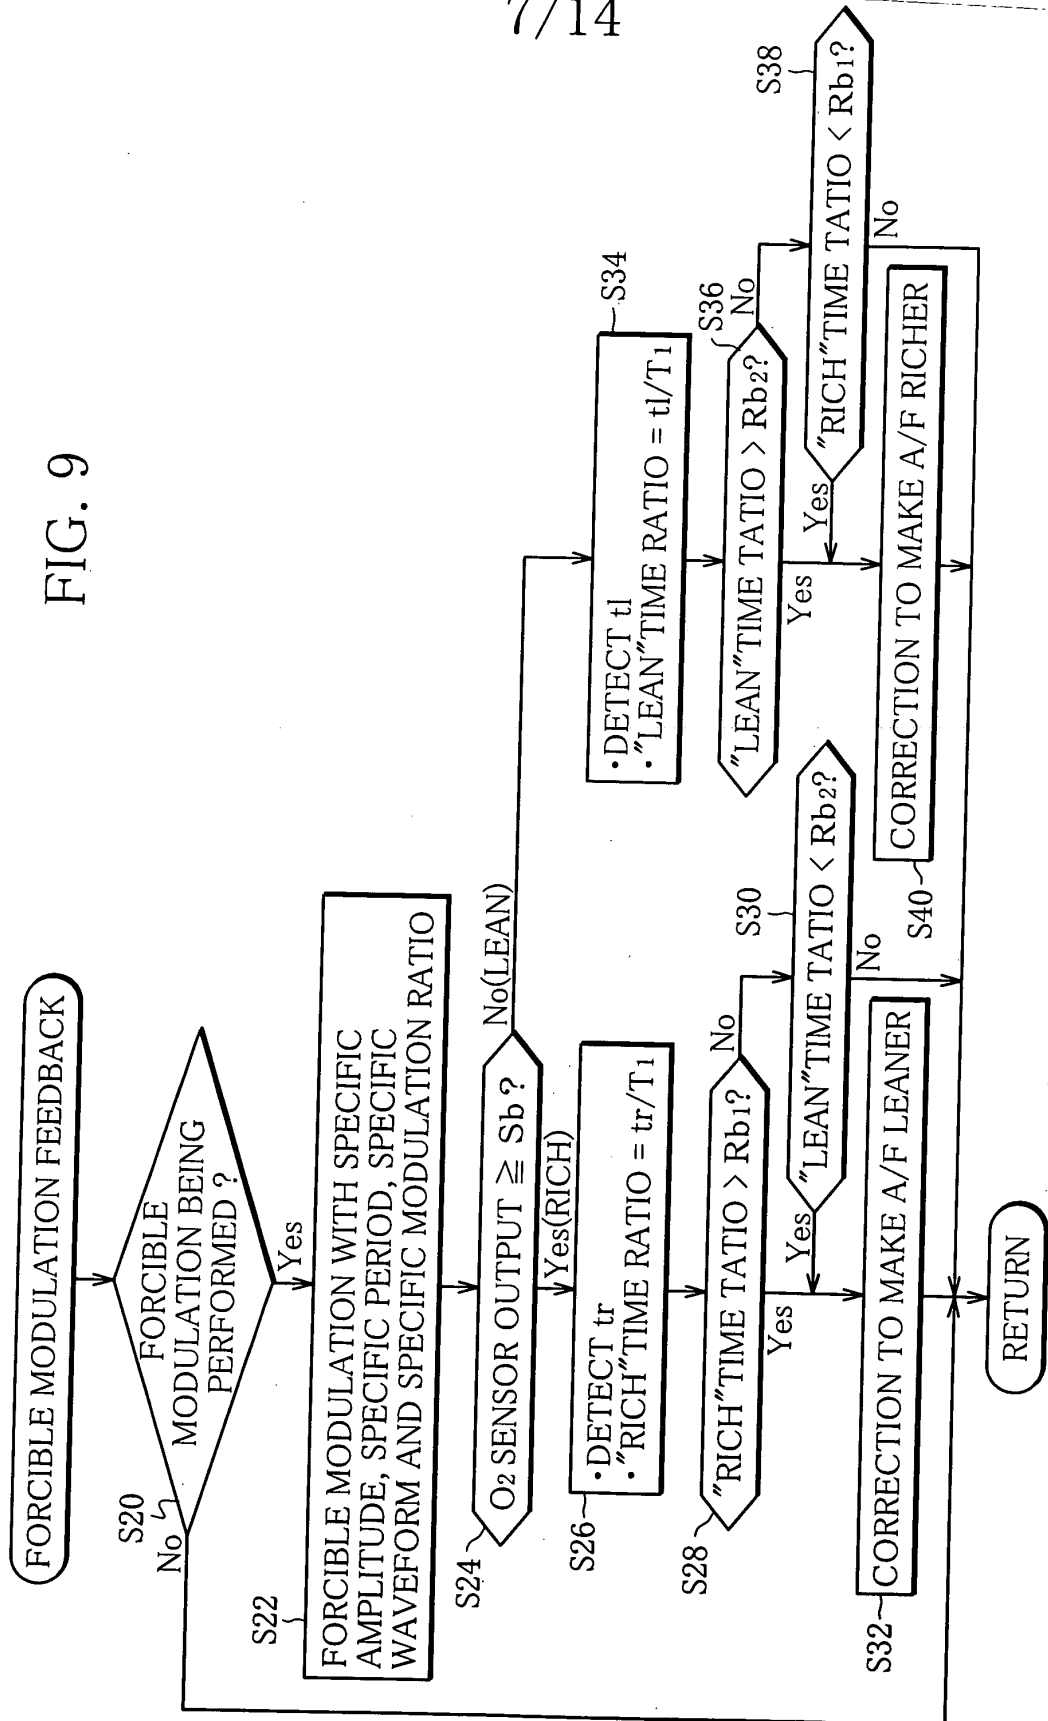 7/14
FIG. 9
FORCIBLE MODULATION FEEDBACK
S20
FORCIBLE
MODULATION BEING
PERFORMED ?
No
Yes
S22
FORCIBLE MODULATION WITH SPECIFIC
AMPLITUDE, SPECIFIC PERIOD, SPECIFIC
WAVEFORM AND SPECIFIC MODULATION RATIO
S24
O2 SENSOR OUTPUT ≧ Sb ?
No(LEAN)
Yes(RICH)
S26
・DETECT tr
・"RICH"TIME RATIO = tr/T1
S28
"RICH"TIME TATIO > Rb1?
No
Yes
S30
"LEAN"TIME TATIO < Rb2?
Yes
No
S32
CORRECTION TO MAKE A/F LEANER
S34
・DETECT tl
・"LEAN"TIME RATIO = tl/T1
S36
"LEAN"TIME TATIO > Rb2?
No
Yes
S38
"RICH"TIME TATIO < Rb1?
Yes
No
S40
CORRECTION TO MAKE A/F RICHER
RETURN